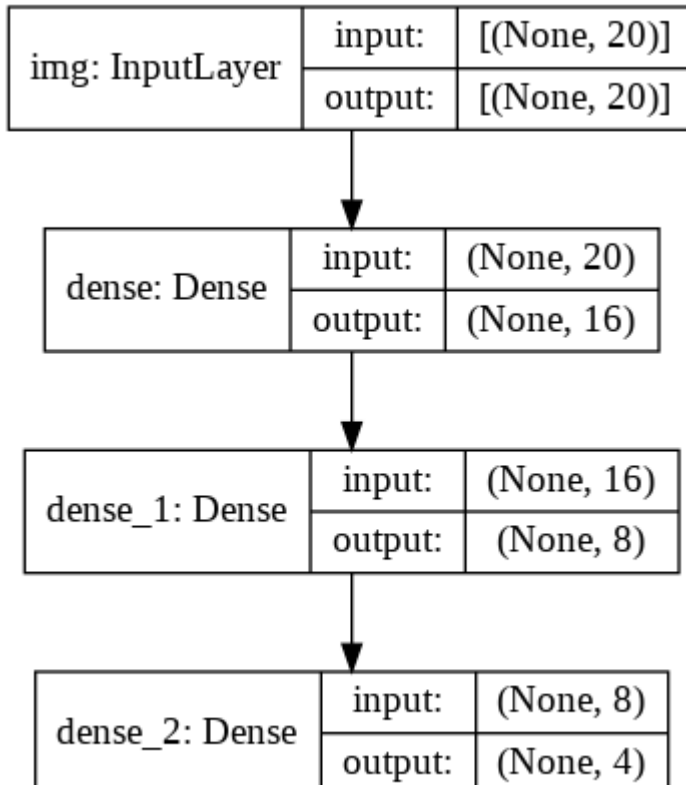 img: InputLayer
input: [(None, 20)]
output: [(None, 20)]
dense: Dense
input: (None, 20)
output: (None, 16)
dense_1: Dense
input: (None, 16)
output: (None, 8)
dense_2: Dense
input: (None, 8)
output: (None, 4)